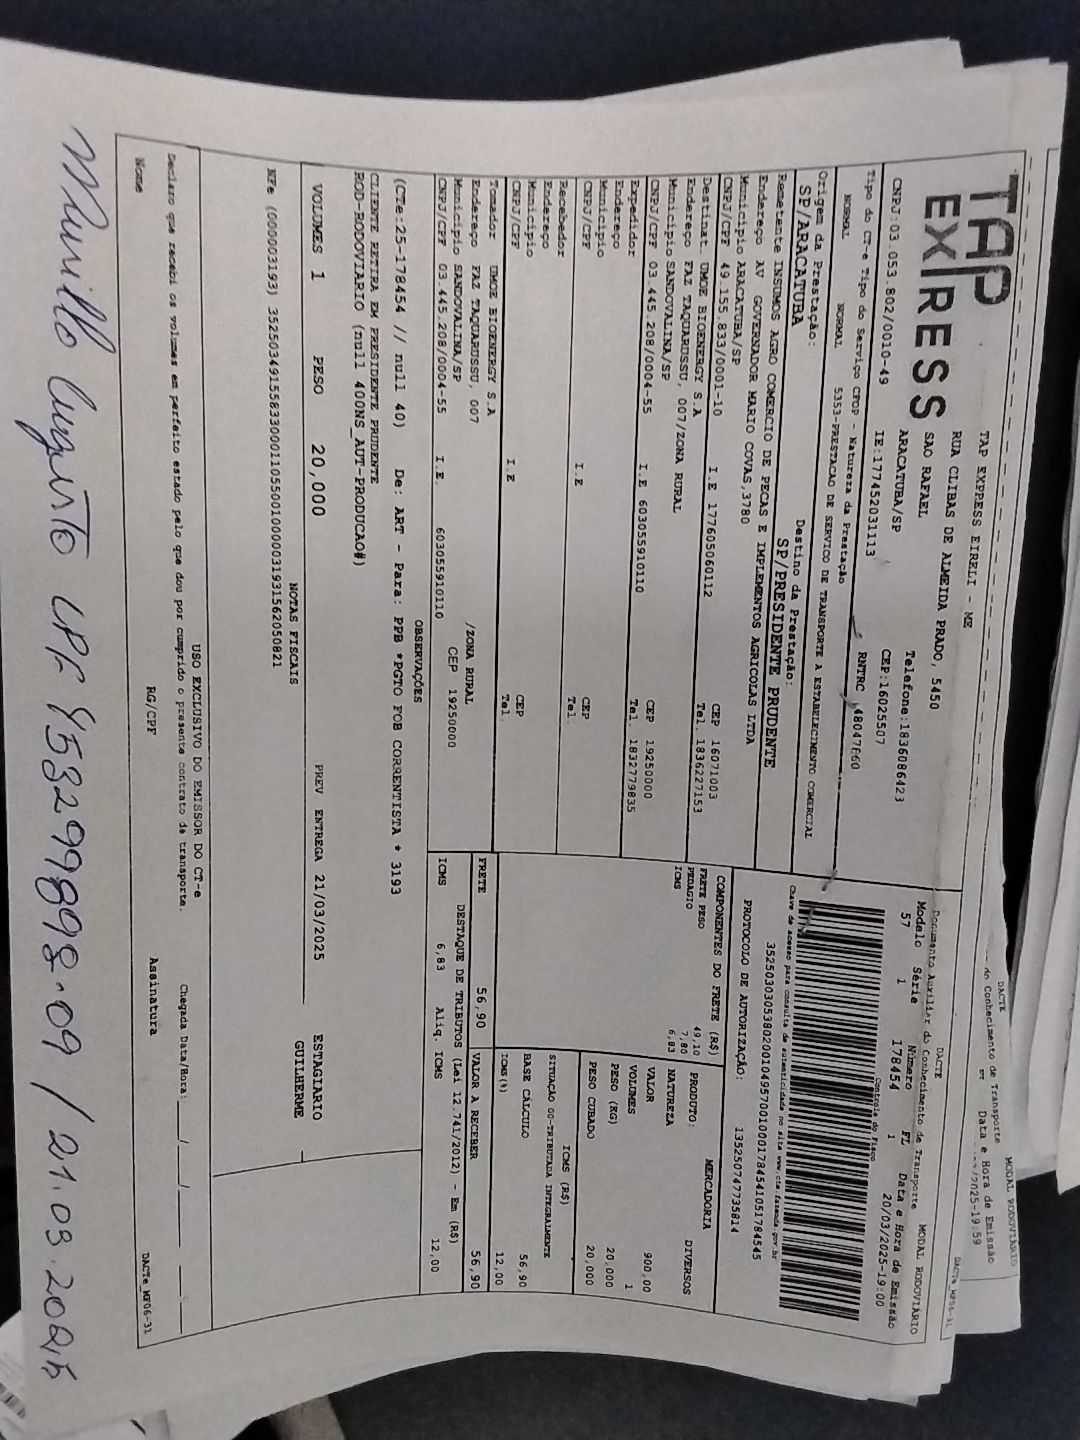 TAP
EXPRESS
TAP EXPRESS EIRELI - ME
RUA CLIBAS DE ALMEIDA PRADO, 5450
SAO RAFAEL
ARACATUBA/SP
CNPJ:03.053.802/0010-49 IE:177452031113
Telefone:1836086423
CEP:16025507
RNTRC 48047860
DACTE
Documento Auxiliar do Conhecimento de Transporte
MODAL RODOVIÁRIO
Modelo Série Número FL Data e Hora de Emissão
57 1 178454 1 20/03/2025-19:00
Controle do Fisco
Tipo do CT-e Tipo do Serviço CFOP - Natureza da Prestação
NORMAL NORMAL 5353-PRESTACAO DE SERVICO DE TRANSPORTE A ESTABELECIMENTO COMERCIAL
Origem da Prestação: Destino da Prestação:
SP/ARACATUBA SP/PRESIDENTE PRUDENTE
Chave de acesso para consulta de autenticidade no site www.cte.fazenda.gov.br
35250303053802001049570010001784541051784545
PROTOCOLO DE AUTORIZAÇÃO: 135250747735814
Remetente INSUMOS AGRO COMERCIO DE PECAS E IMPLEMENTOS AGRICOLAS LTDA
Endereço AV GOVERNADOR MARIO COVAS,3780
Município ARACATUBA/SP CEP 16071003
CNPJ/CPF 49.155.833/0001-10 I.E 177605060112 Tel. 1836227153
Destinat UMOE BIOENERGY S.A
Endereço FAZ TAQUARUSSU, 007/ZONA RURAL
Município SANDOVALINA/SP CEP 19250000
CNPJ/CPF 03.445.208/0004-55 I.E 603055910110 Tel 1832779835
Expedidor
Endereço
Município CEP
CNPJ/CPF I.E Tel.
Recebedor
Endereço
Município CEP
CNPJ/CPF I.E Tel.
Tomador UMOE BIOENERGY S.A
Endereço FAZ TAQUARUSSU, 007 /ZONA RURAL
Município SANDOVALINA/SP CEP 19250000
CNPJ/CPF 03.445.208/0004-55 I.E. 603055910110
COMPONENTES DO FRETE (R$)
FRETE PESO 49,10
PEDAGIO 7,80
ICMS 6,83
FRETE 56,90
MERCADORIA
PRODUTO: DIVERSOS
NATUREZA
VALOR 900,00
VOLUMES 1
PESO (KG) 20,000
PESO CUBADO 20,000
ICMS (R$)
SITUAÇÃO 00-TRIBUTADA INTEGRALMENTE
BASE CÁLCULO 56,90
ICMS(%) 12,00
VALOR A RECEBER 56,90
DESTAQUE DE TRIBUTOS (Lei 12.741/2012) - Em (R$)
ICMS 6,83 Aliq. ICMS 12,00
OBSERVAÇÕES
(CTe:25-178454 // null 40) De: ART - Para: PPB *PGTO FOB CORRENTISTA * 3193
CLIENTE RETIRA EM PRESIDENTE PRUDENTE
ROD-RODOVIARIO (null 400NS_AUT-PRODUCAO#)
VOLUMES 1 PESO 20,000 PREV ENTREGA 21/03/2025
ESTAGIARIO
GUILHERME
NOTAS FISCAIS
NFe (000003193) 35250349155833000110550010000031931562050821
USO EXCLUSIVO DO EMISSOR DO CT-e
Declaro que recebi os volumes em perfeito estado pelo que dou por cumprido o presente contrato de transporte. Chegada Data/Hora: __/__/____ ____
Nome RG/CPF Assinatura
DACTe_MF06-31
Murillo Augusto CPF 453299898-09 / 21.03.2025